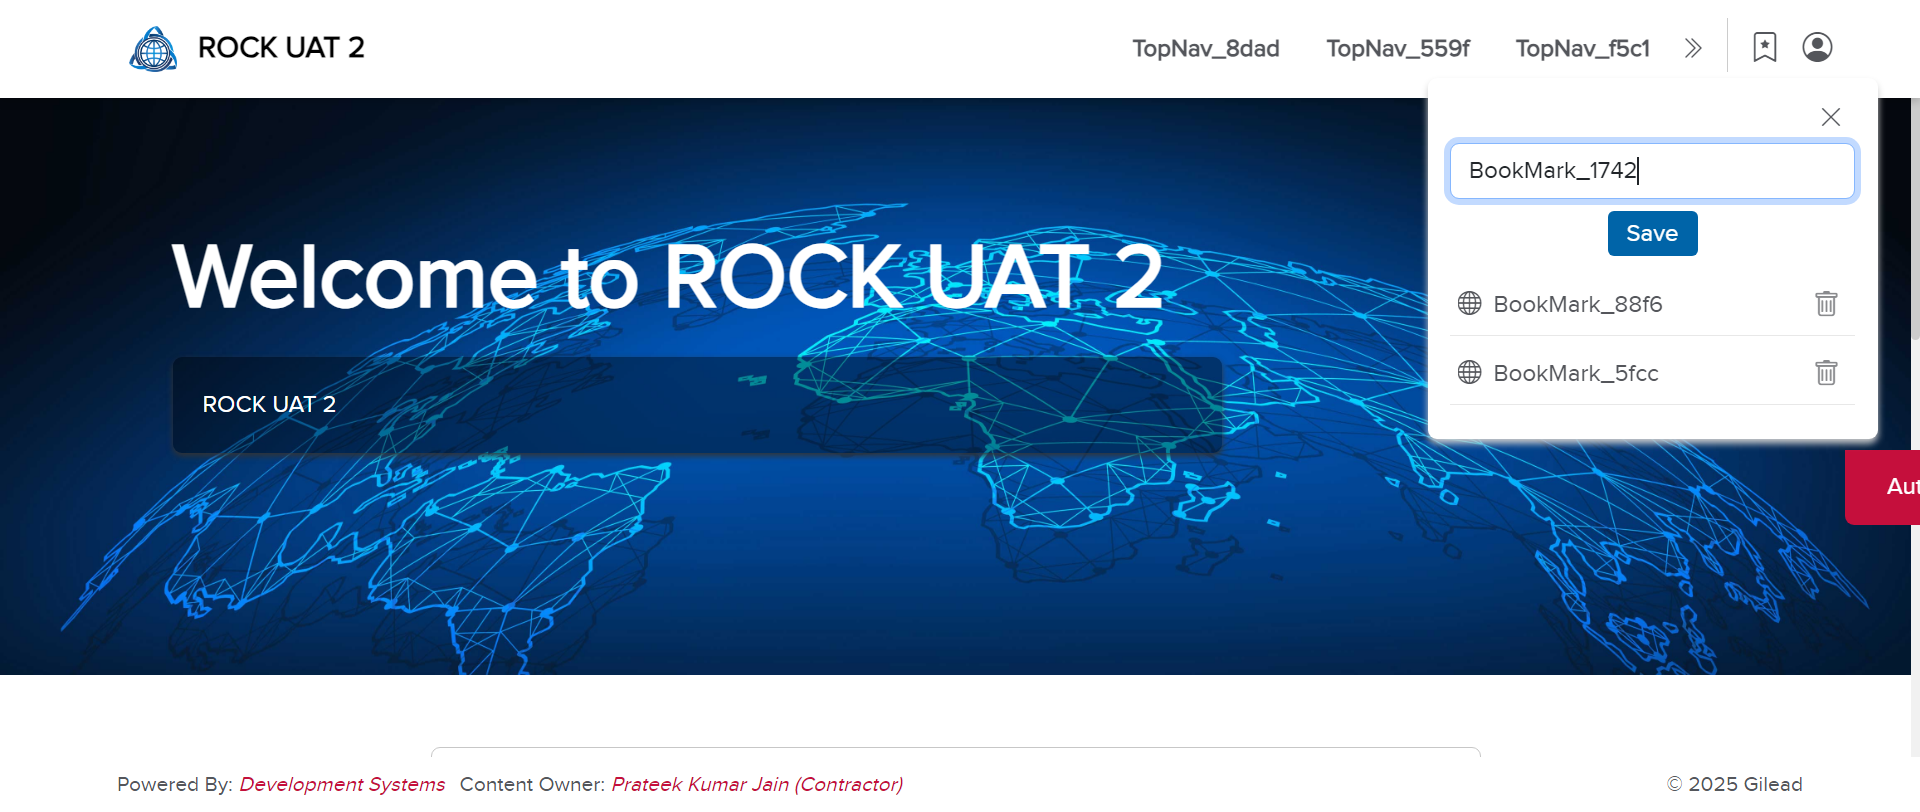 ROCK UAT 2
TopNav_8dad TopNav_559f TopNav_f5c1
BookMark_1742
Save
BookMark_88f6
BookMark_5fcc
Welcome to ROCK UAT 2
ROCK UAT 2
Aut
Powered By: Development Systems Content Owner: Prateek Kumar Jain (Contractor)
© 2025 Gilead